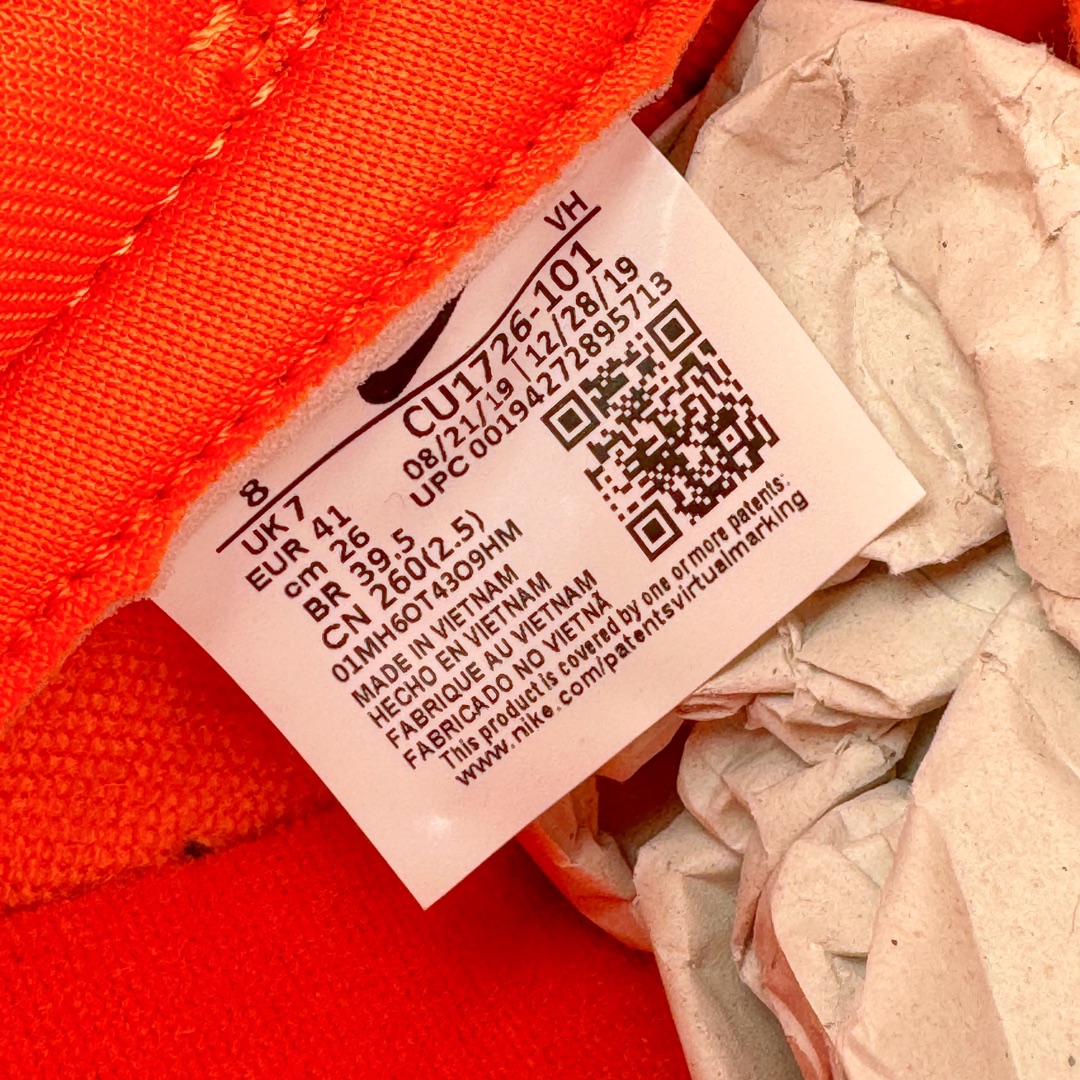 VH
8
CU1726-101
08/21/19 | 12/28/19
UPC 00194272895713
UK 7
EUR 41
cm 26
BR 39.5
CN 260(2.5)
01MH6OT43O9HM
MADE IN VIETNAM
HECHO EN VIETNAM
FABRIQUE AU VIETNAM
FABRICADO NO VIETNÃ
This product is covered by one or more patents:
www.nike.com/patentsvirtualmarking